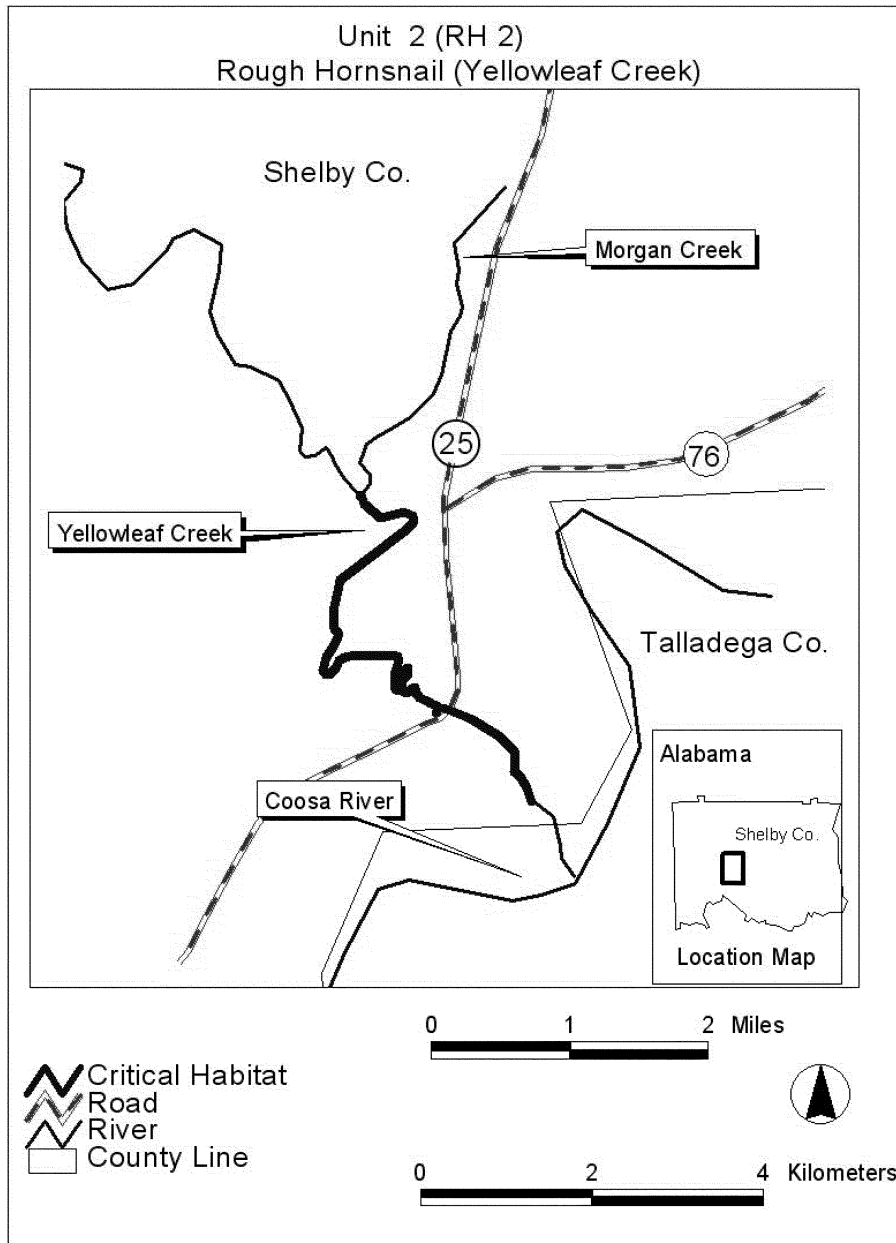 Unit 2 (RH 2)
Rough Hornsnail (Yellowleaf Creek)
Shelby Co.
Morgan Creek
25
76
Yellowleaf Creek
Talladega Co.
Coosa River
Alabama
Shelby Co.
Location Map
0 1 2 Miles
Critical Habitat
Road
River
County Line
0 2 4 Kilometers